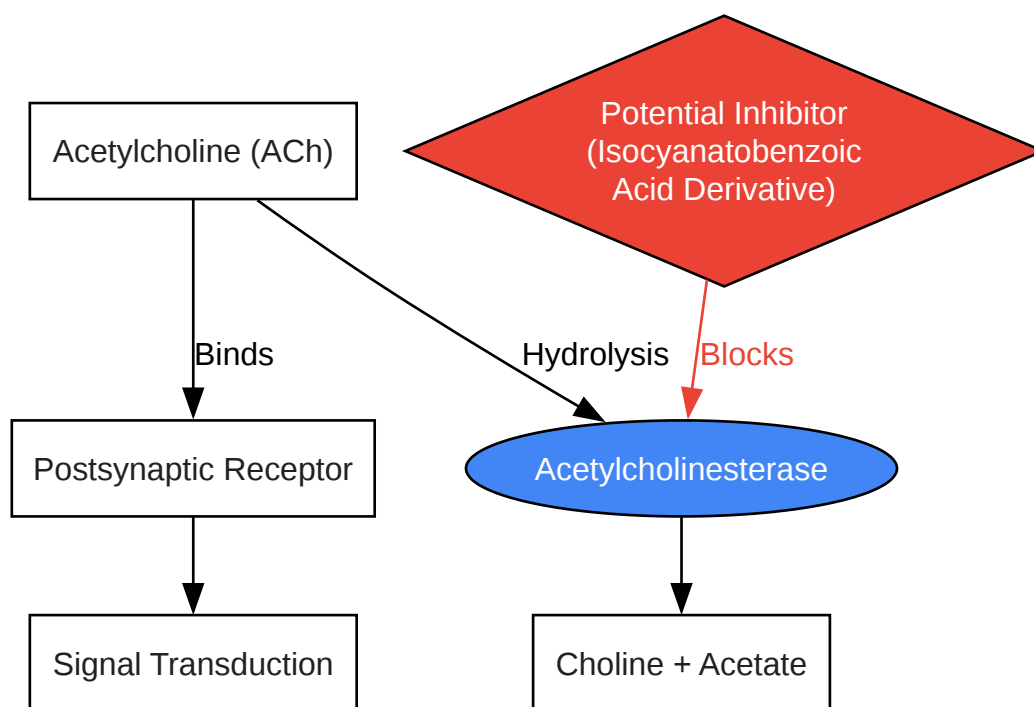 Acetylcholine (ACh)
Potential Inhibitor
(Isocyanatobenzoic
Acid Derivative)
Binds
Hydrolysis
Blocks
Postsynaptic Receptor
Acetylcholinesterase
Signal Transduction
Choline + Acetate